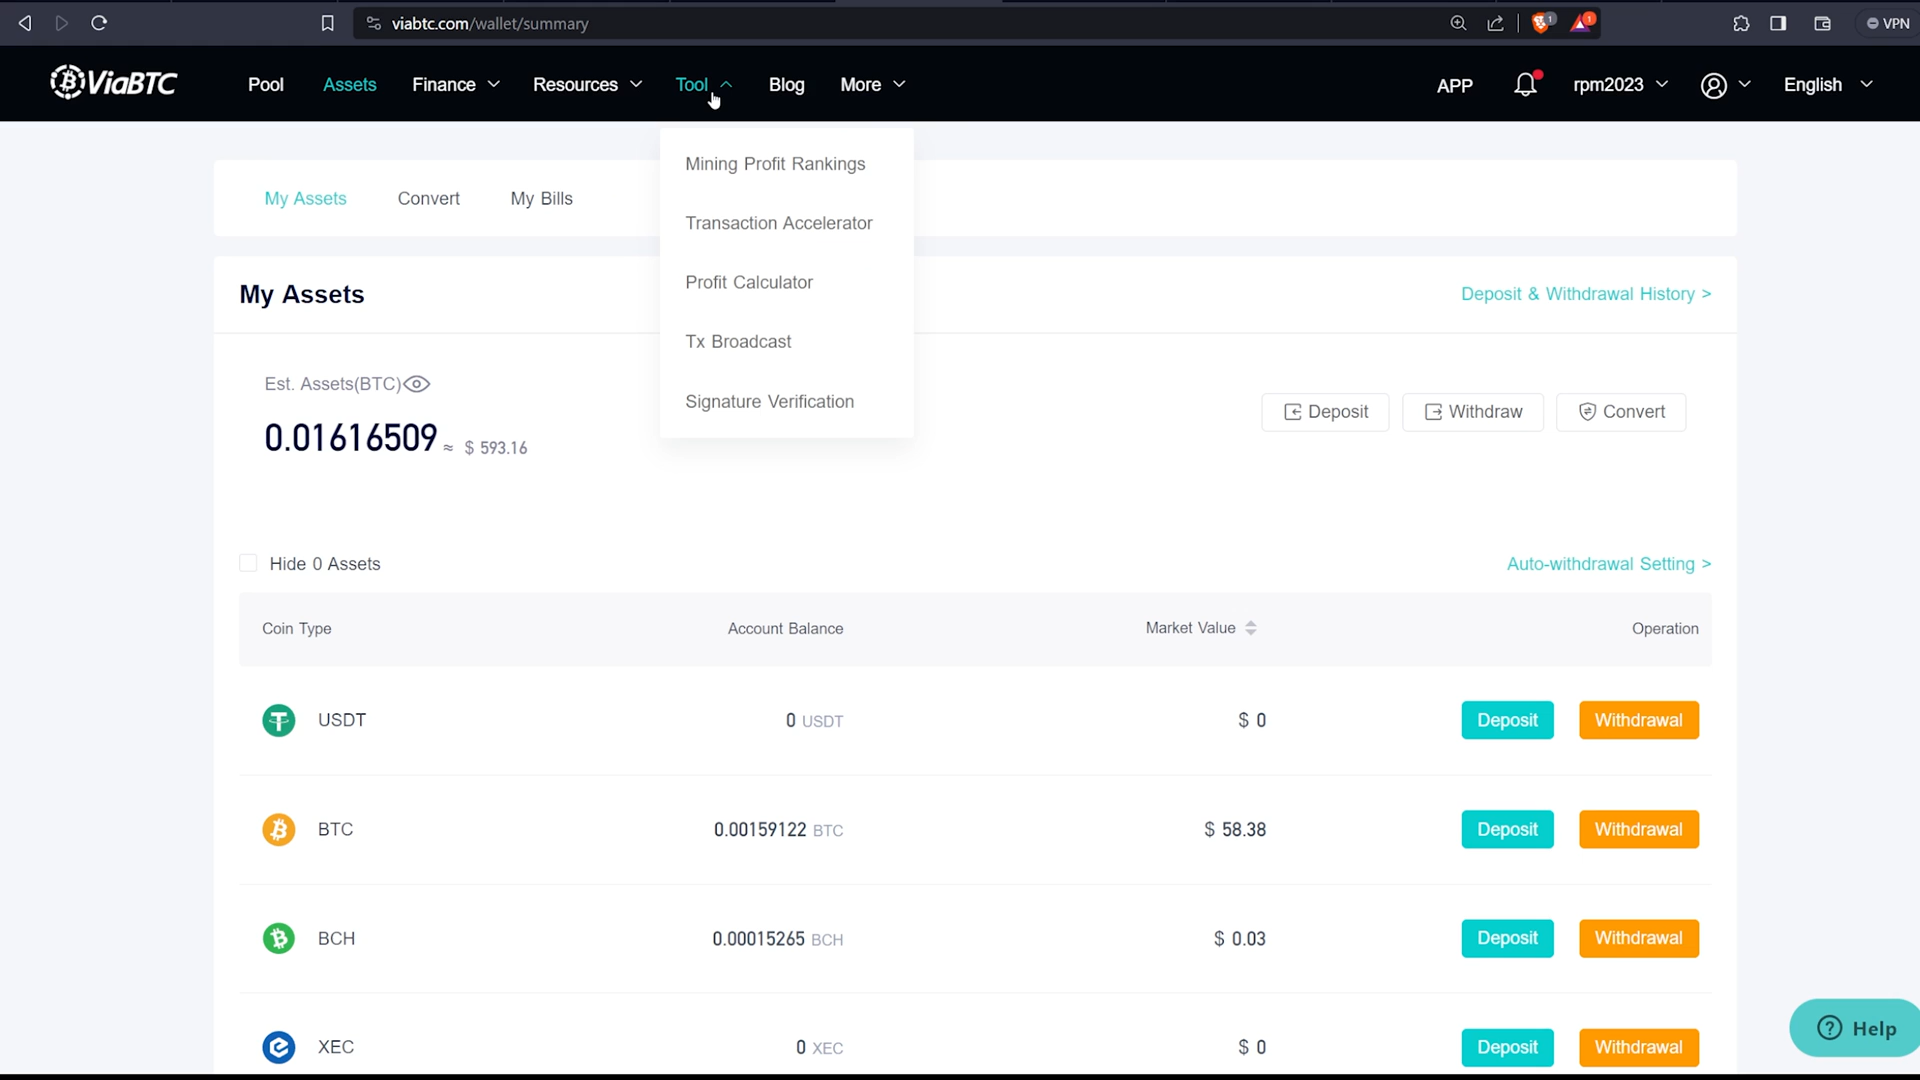 viabtc.com/wallet/summary
1
1
VPN
ViaBTC
Pool
Assets
Finance
Resources
Tool
Blog
More
APP
rpm2023
English
Mining Profit Rankings
Transaction Accelerator
Profit Calculator
Tx Broadcast
Signature Verification
My Assets
Convert
My Bills
My Assets
Deposit & Withdrawal History >
Est. Assets(BTC)
0.01616509 ≈ $ 593.16
Deposit
Withdraw
Convert
Hide 0 Assets
Auto-withdrawal Setting >
Coin Type
Account Balance
Market Value
Operation
USDT
0 USDT
$ 0
Deposit
Withdrawal
BTC
0.00159122 BTC
$ 58.38
Deposit
Withdrawal
BCH
0.00015265 BCH
$ 0.03
Deposit
Withdrawal
XEC
0 XEC
$ 0
Deposit
Withdrawal
Help